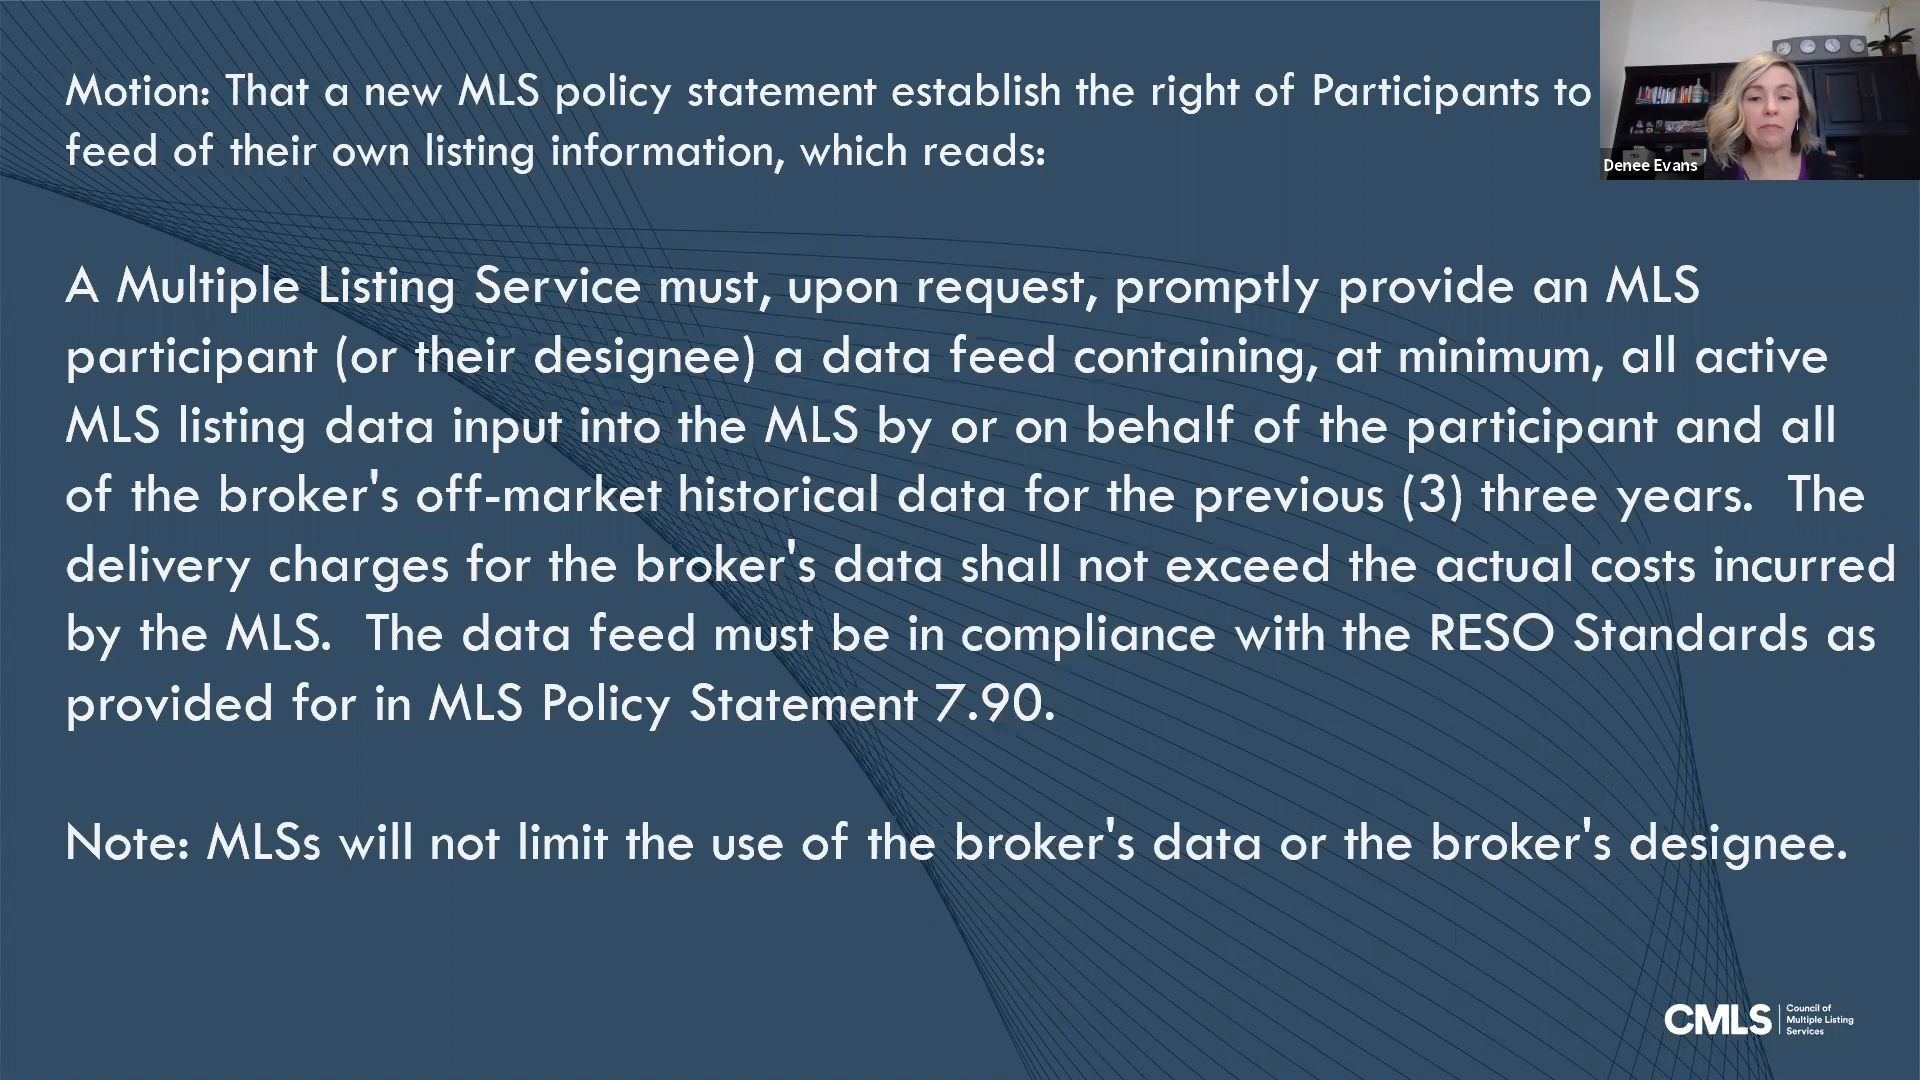 Motion: That a new MLS policy statement establish the right of Participants to
feed of their own listing information, which reads:
A Multiple Listing Service must, upon request, promptly provide an MLS
participant (or their designee) a data feed containing, at minimum, all active
MLS listing data input into the MLS by or on behalf of the participant and all
of the broker's off-market historical data for the previous (3) three years.  The
delivery charges for the broker's data shall not exceed the actual costs incurred
by the MLS.  The data feed must be in compliance with the RESO Standards as
provided for in MLS Policy Statement 7.90.
Note: MLSs will not limit the use of the broker's data or the broker's designee.
Denee Evans
CMLS
Council of
Multiple Listing
Services